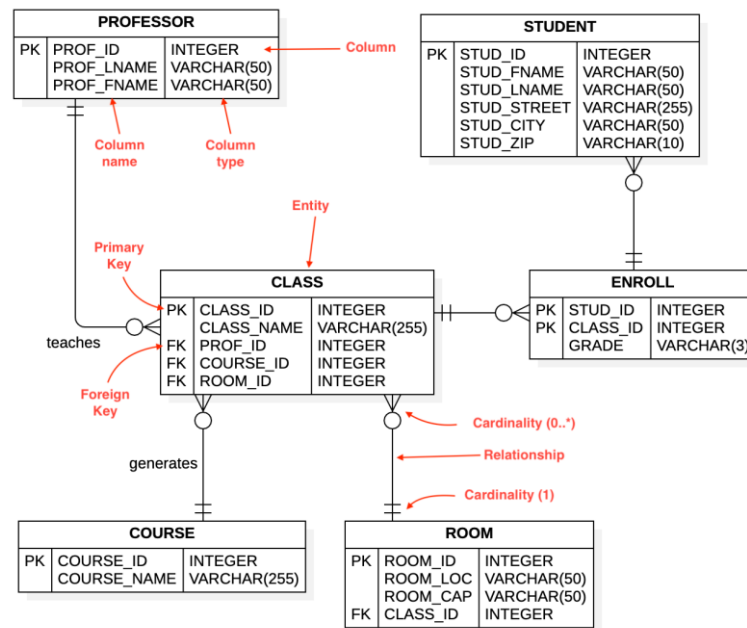 PROFESSOR
PK PROF_ID INTEGER
PROF_LNAME VARCHAR(50)
PROF_FNAME VARCHAR(50)
Column
Column
name
Column
type
STUDENT
PK STUD_ID INTEGER
STUD_FNAME VARCHAR(50)
STUD_LNAME VARCHAR(50)
STUD_STREET VARCHAR(255)
STUD_CITY VARCHAR(50)
STUD_ZIP VARCHAR(10)
Entity
Primary
Key
CLASS
PK CLASS_ID INTEGER
CLASS_NAME VARCHAR(255)
FK PROF_ID INTEGER
FK COURSE_ID INTEGER
FK ROOM_ID INTEGER
ENROLL
PK STUD_ID INTEGER
PK CLASS_ID INTEGER
GRADE VARCHAR(3)
teaches
Foreign
Key
Cardinality (0..*)
generates
Relationship
Cardinality (1)
COURSE
PK COURSE_ID INTEGER
COURSE_NAME VARCHAR(255)
ROOM
PK ROOM_ID INTEGER
ROOM_LOC VARCHAR(50)
ROOM_CAP VARCHAR(50)
FK CLASS_ID INTEGER